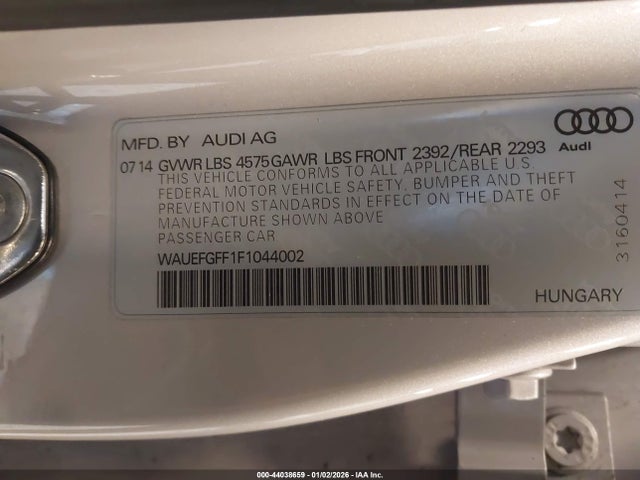 MFD. BY AUDI AG
Audi
07 14 GVWR LBS 4575 GAWR LBS FRONT 2392/REAR 2293
THIS VEHICLE CONFORMS TO ALL APPLICABLE U S
FEDERAL MOTOR VEHICLE SAFETY, BUMPER AND THEFT
PREVENTION STANDARDS IN EFFECT ON THE DATE OF
MANUFACTURE SHOWN ABOVE
PASSENGER CAR
WAUEFGFF1F1044002
HUNGARY
3160414
000-44038659 - 01/02/2026 - IAA Inc.